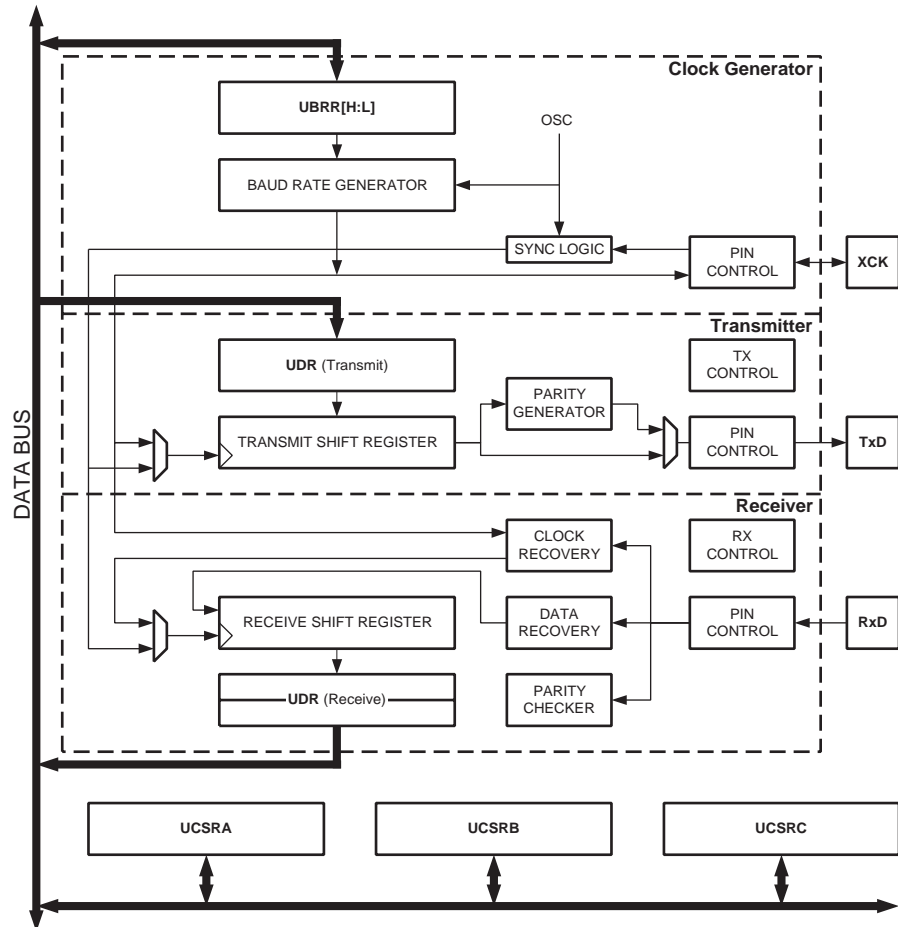 Clock Generator
UBRR[H:L]
OSC
BAUD RATE GENERATOR
SYNC LOGIC
PIN
CONTROL
XCK
Transmitter
UDR (Transmit)
TX
CONTROL
PARITY
GENERATOR
TRANSMIT SHIFT REGISTER
PIN
CONTROL
TxD
DATA BUS
Receiver
CLOCK
RECOVERY
RX
CONTROL
RECEIVE SHIFT REGISTER
DATA
RECOVERY
PIN
CONTROL
RxD
UDR (Receive)
PARITY
CHECKER
UCSRA
UCSRB
UCSRC